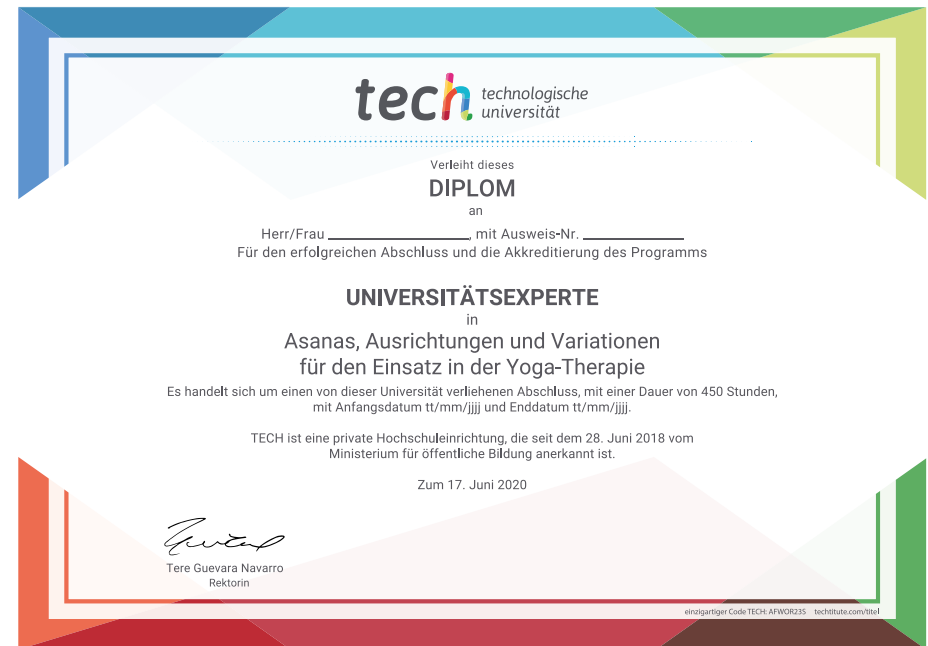 tech technologische
universität
Verleiht dieses
DIPLOM
an
Herr/Frau ____________________, mit Ausweis-Nr. ______________
Für den erfolgreichen Abschluss und die Akkreditierung des Programms
UNIVERSITÄTSEXPERTE
in
Asanas, Ausrichtungen und Variationen
für den Einsatz in der Yoga-Therapie
Es handelt sich um einen von dieser Universität verliehenen Abschluss, mit einer Dauer von 450 Stunden,
mit Anfangsdatum tt/mm/jjjj und Enddatum tt/mm/jjjj.
TECH ist eine private Hochschuleinrichtung, die seit dem 28. Juni 2018 vom
Ministerium für öffentliche Bildung anerkannt ist.
Zum 17. Juni 2020
Tere Guevara Navarro
Rektorin
einzigartiger Code TECH: AFWOR23S techtitute.com/titel